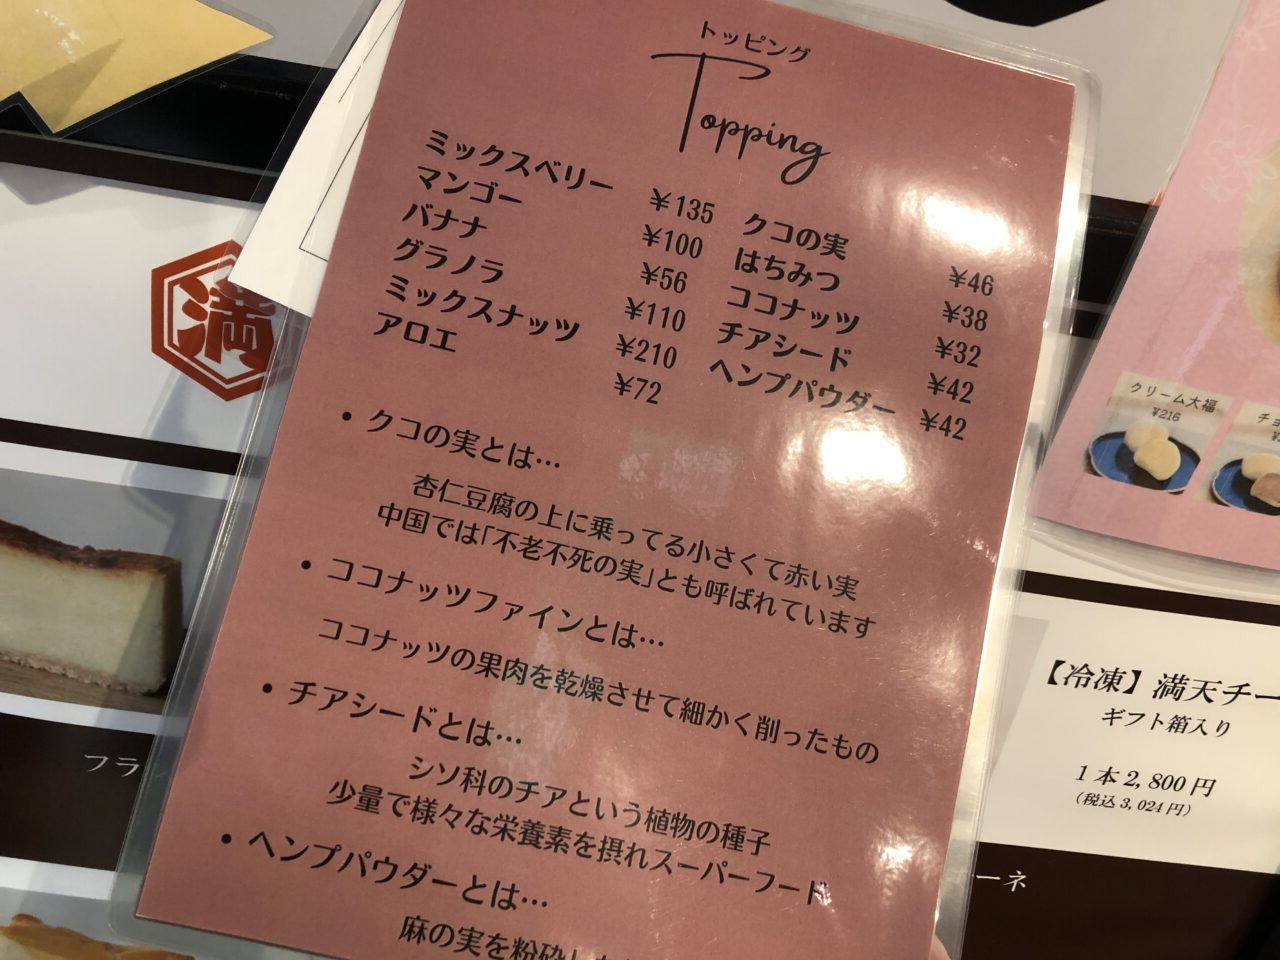 トッピング
Topping
ミックスベリー ¥135
マンゴー ¥100
バナナ ¥56
グラノラ ¥110
ミックスナッツ ¥210
アロエ ¥72
クコの実 ¥46
はちみつ ¥38
ココナッツ ¥32
チアシード ¥42
ヘンプパウダー ¥42
• クコの実とは…
杏仁豆腐の上に乗ってる小さくて赤い実
中国では「不老不死の実」とも呼ばれています
• ココナッツファインとは…
ココナッツの果肉を乾燥させて細かく削ったもの
• チアシードとは…
シソ科のチアという植物の種子
少量で様々な栄養素を摂れスーパーフード
• ヘンプパウダーとは…
麻の実を粉砕し
満
フラ
クリーム大福
¥216
チョ
【冷凍】満天チー
ギフト箱入り
1本2,800円
(税込3,024円)
ーネ